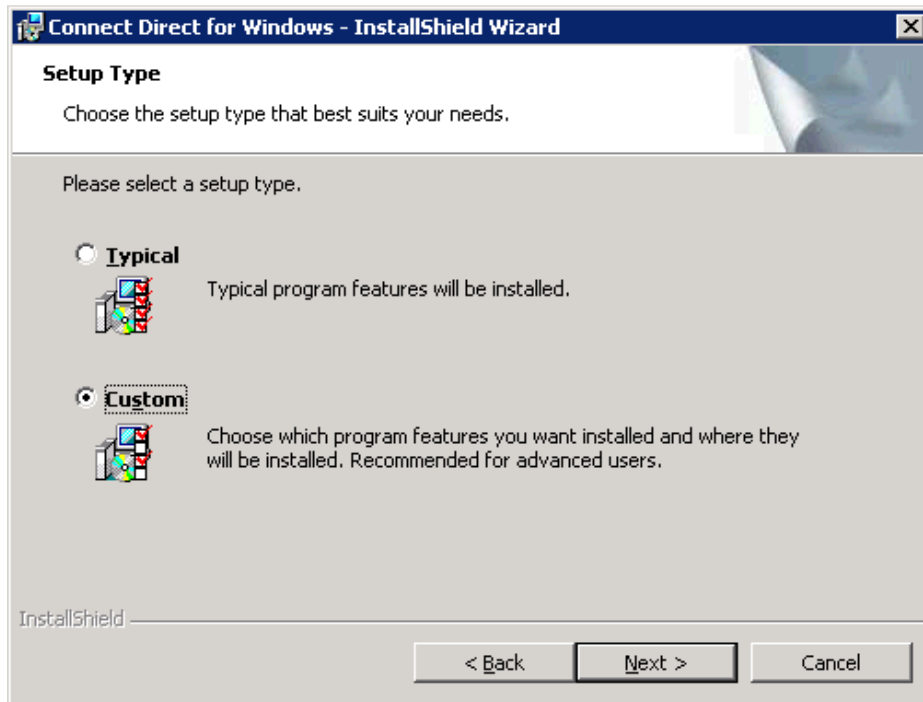 Connect Direct for Windows - InstallShield Wizard
Setup Type
Choose the setup type that best suits your needs.
Please select a setup type.
Typical
Typical program features will be installed.
Custom
Choose which program features you want installed and where they
will be installed. Recommended for advanced users.
InstallShield
< Back
Next >
Cancel